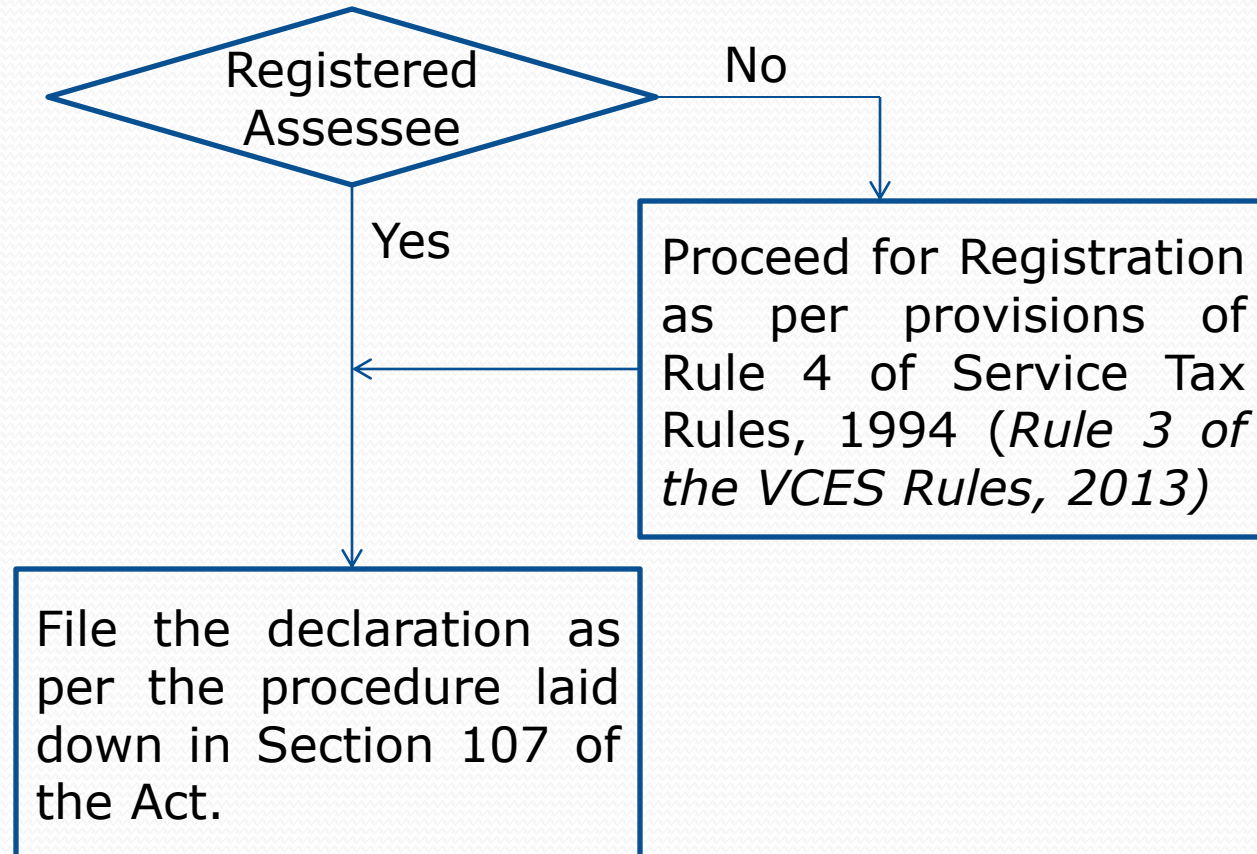 Registered
Assessee
No
Yes
Proceed for Registration
as per provisions of
Rule 4 of Service Tax
Rules, 1994 (Rule 3 of
the VCES Rules, 2013)
File the declaration as
per the procedure laid
down in Section 107 of
the Act.